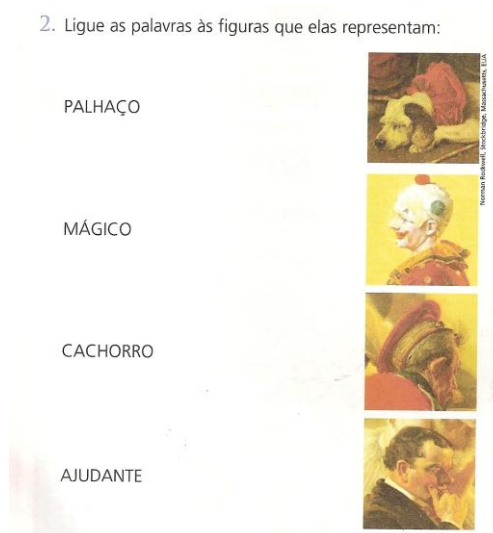 2. Ligue as palavras às figuras que elas representam:
PALHAÇO
MÁGICO
CACHORRO
AJUDANTE
Norman Rockwell, Stockbridge, Massachusetts, EUA